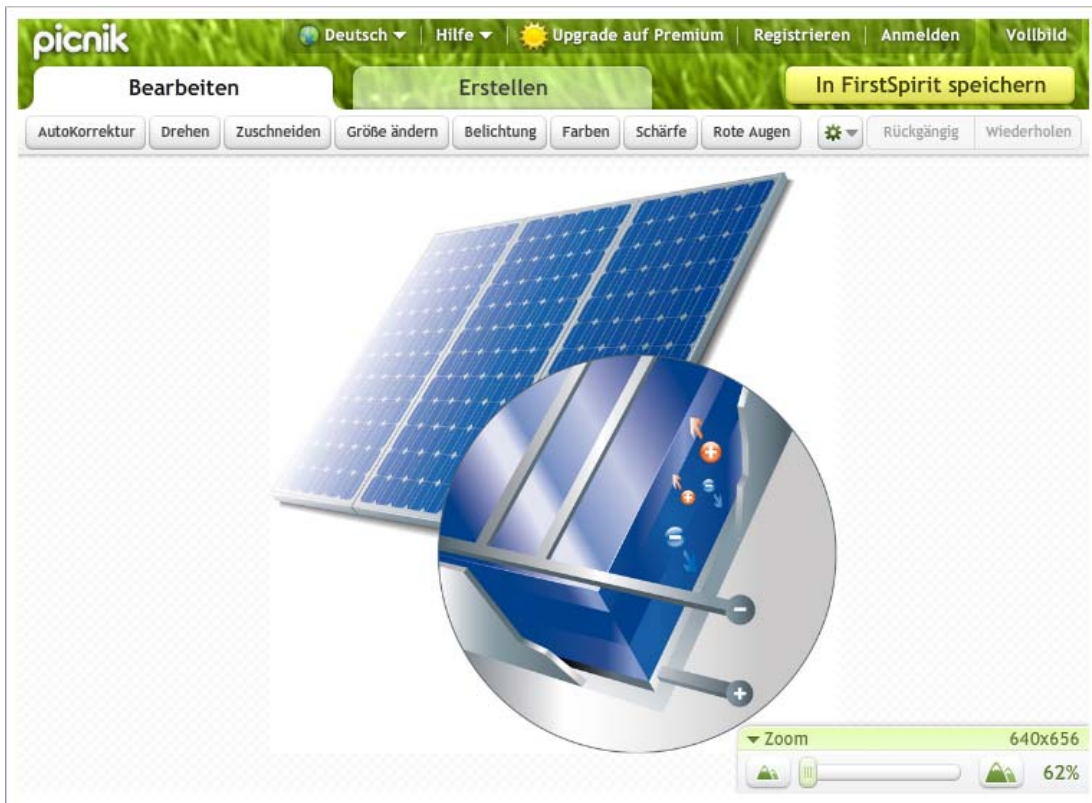 picnik Deutsch Hilfe Upgrade auf Premium Registrieren Anmelden Vollbild
Bearbeiten Erstellen In FirstSpirit speichern
AutoKorrektur Drehen Zuschneiden Größe ändern Belichtung Farben Schärfe Rote Augen Rückgängig Wiederholen
+
+
-
-
+
Zoom 640x656
62%